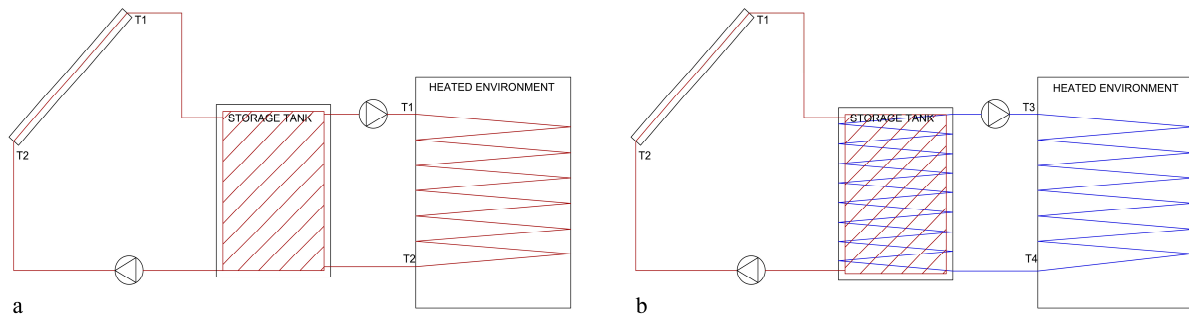 T1
HEATED ENVIRONMENT
T1
STORAGE TANK
T2
T2
a
T1
HEATED ENVIRONMENT
T3
STORAGE TANK
T2
T4
b